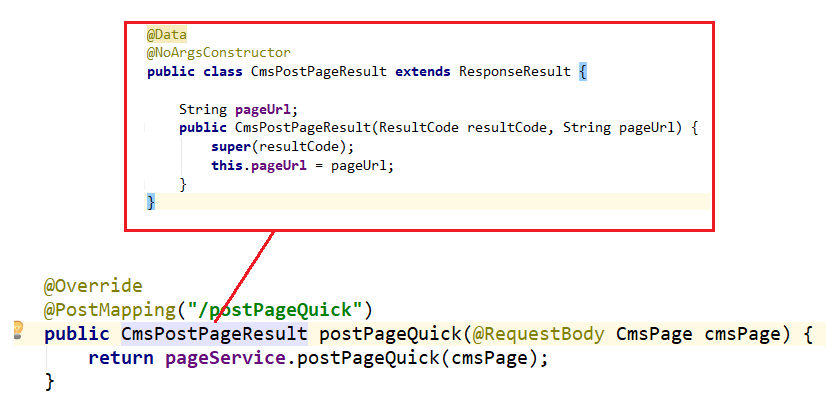 @Data
@NoArgsConstructor
public class CmsPostPageResult extends ResponseResult {
String pageUrl;
public CmsPostPageResult(ResultCode resultCode, String pageUrl) {
super(resultCode);
this.pageUrl = pageUrl;
}
}
@Override
@PostMapping("/postPageQuick")
public CmsPostPageResult postPageQuick(@RequestBody CmsPage cmsPage) {
return pageService.postPageQuick(cmsPage);
}